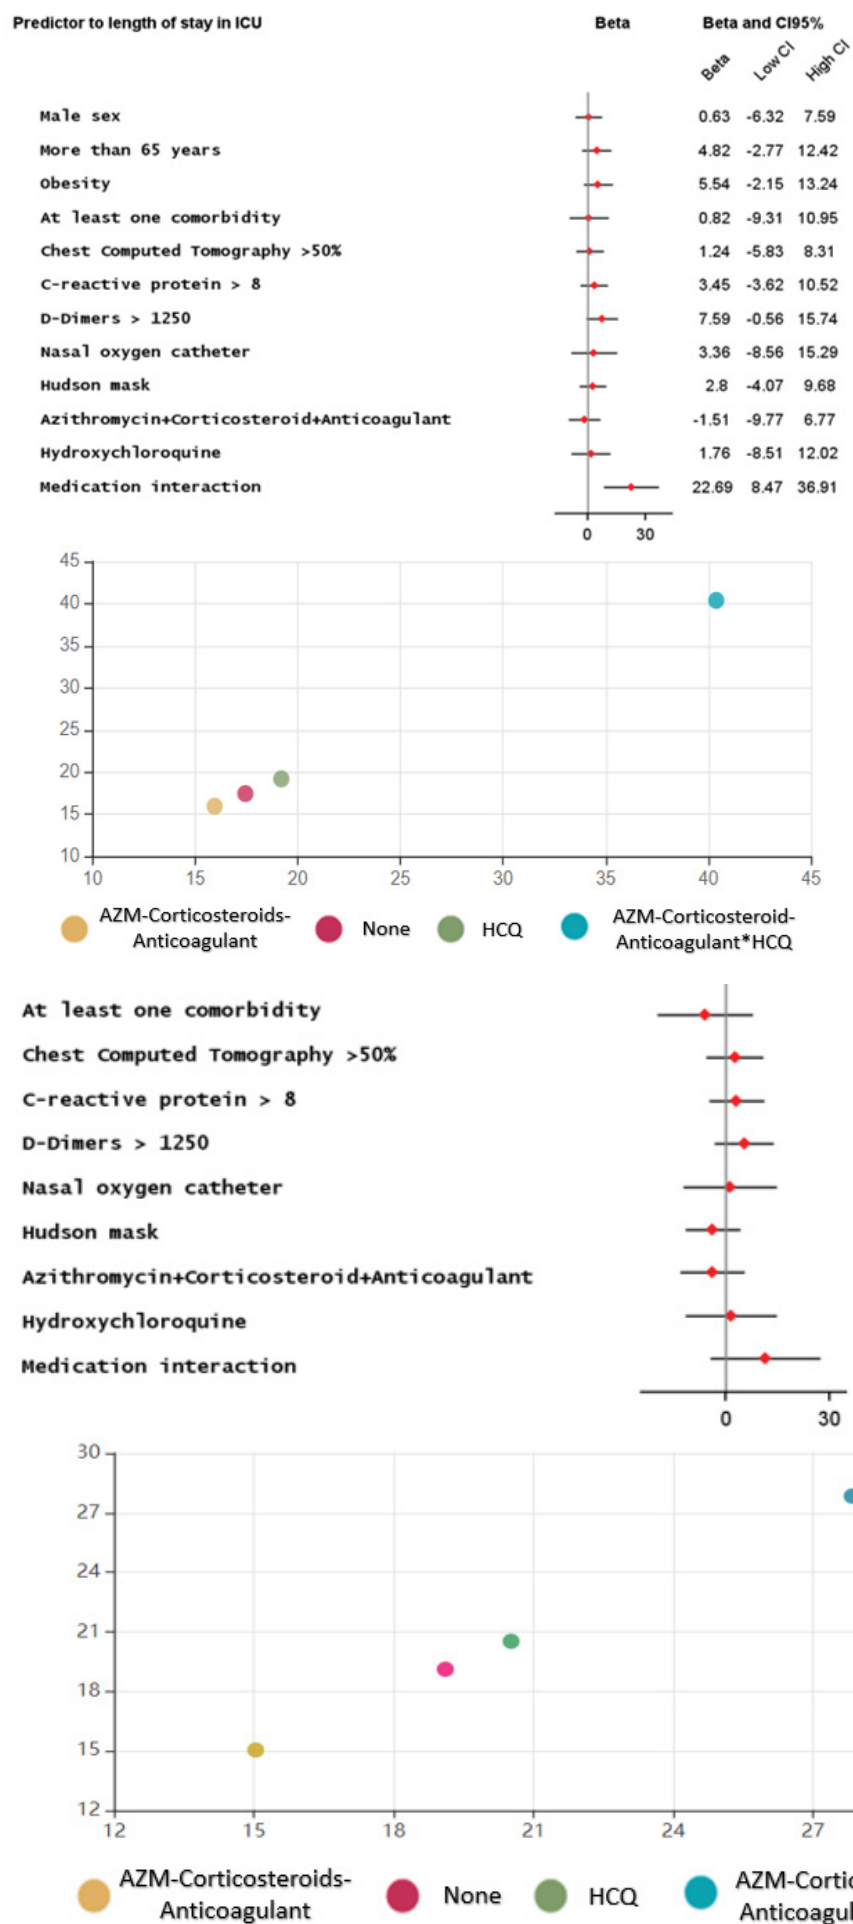 Predictor to length of stay in ICU Beta Beta and CI95%
Beta Low CI High CI
Male sex 0.63 -6.32 7.59
More than 65 years 4.82 -2.77 12.42
Obesity 5.54 -2.15 13.24
At least one comorbidity 0.82 -9.31 10.95
Chest Computed Tomography >50% 1.24 -5.83 8.31
C-reactive protein > 8 3.45 -3.62 10.52
D-Dimers > 1250 7.59 -0.56 15.74
Nasal oxygen catheter 3.36 -8.56 15.29
Hudson mask 2.8 -4.07 9.68
Azithromycin+Corticosteroid+Anticoagulant -1.51 -9.77 6.77
Hydroxychloroquine 1.76 -8.51 12.02
Medication interaction 22.69 8.47 36.91
0 30
45
40
35
30
25
20
15
10
10 15 20 25 30 35 40 45
AZM-Corticosteroids- None HCQ AZM-Corticosteroid-
Anticoagulant Anticoagulant*HCQ
At least one comorbidity
Chest Computed Tomography >50%
C-reactive protein > 8
D-Dimers > 1250
Nasal oxygen catheter
Hudson mask
Azithromycin+Corticosteroid+Anticoagulant
Hydroxychloroquine
Medication interaction
0 30
30
27
24
21
18
15
12
12 15 18 21 24 27
AZM-Corticosteroids- None HCQ AZM-Cortic
Anticoagulant Anticoagul